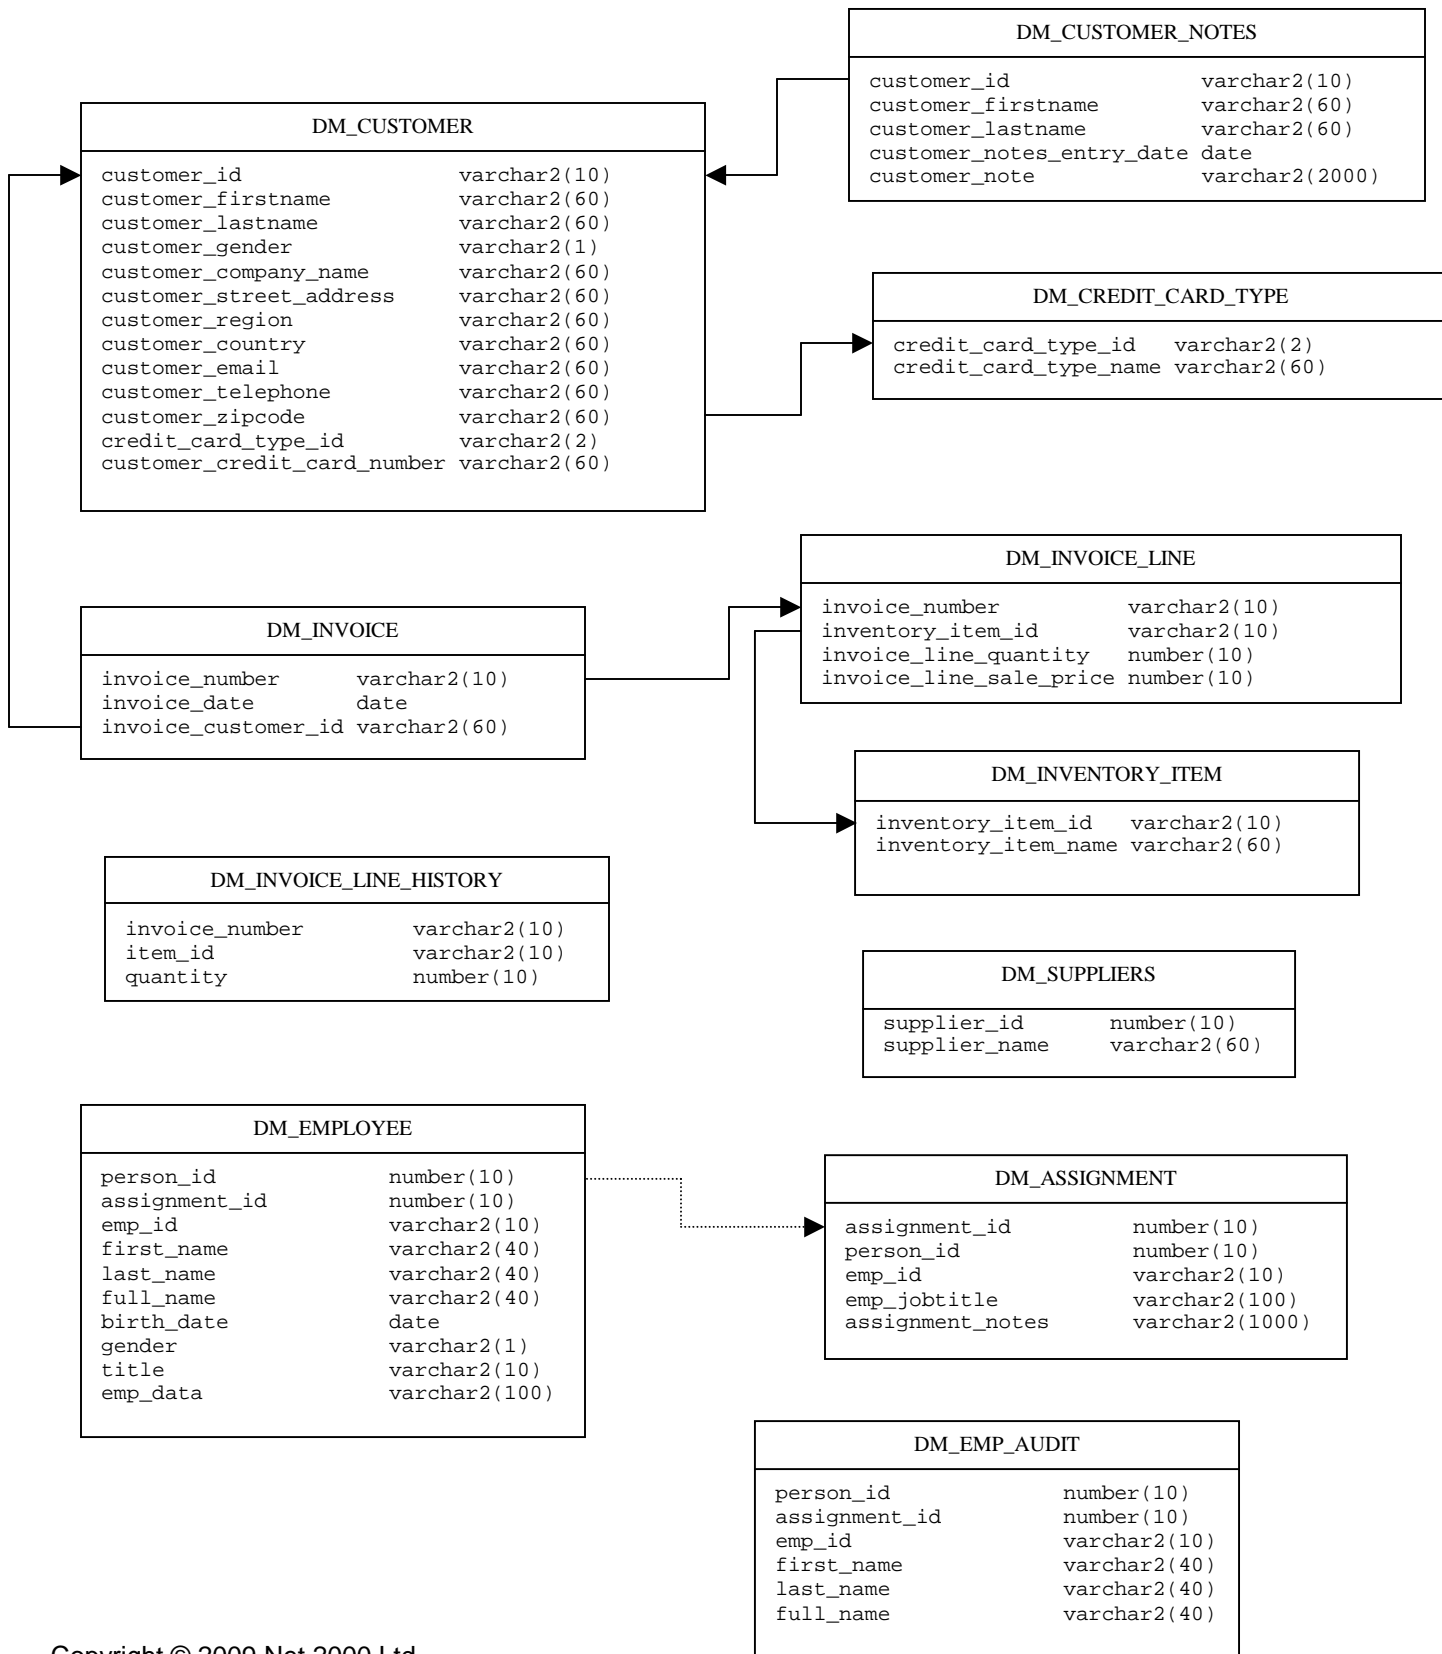 DM_CUSTOMER_NOTES
customer_id varchar2(10)
customer_firstname varchar2(60)
customer_lastname varchar2(60)
customer_notes_entry_date date
customer_note varchar2(2000)
DM_CUSTOMER
customer_id varchar2(10)
customer_firstname varchar2(60)
customer_lastname varchar2(60)
customer_gender varchar2(1)
customer_company_name varchar2(60)
customer_street_address varchar2(60)
customer_region varchar2(60)
customer_country varchar2(60)
customer_email varchar2(60)
customer_telephone varchar2(60)
customer_zipcode varchar2(60)
credit_card_type_id varchar2(2)
customer_credit_card_number varchar2(60)
DM_CREDIT_CARD_TYPE
credit_card_type_id varchar2(2)
credit_card_type_name varchar2(60)
DM_INVOICE_LINE
invoice_number varchar2(10)
inventory_item_id varchar2(10)
invoice_line_quantity number(10)
invoice_line_sale_price number(10)
DM_INVOICE
invoice_number varchar2(10)
invoice_date date
invoice_customer_id varchar2(60)
DM_INVENTORY_ITEM
inventory_item_id varchar2(10)
inventory_item_name varchar2(60)
DM_INVOICE_LINE_HISTORY
invoice_number varchar2(10)
item_id varchar2(10)
quantity number(10)
DM_SUPPLIERS
supplier_id number(10)
supplier_name varchar2(60)
DM_EMPLOYEE
person_id number(10)
assignment_id number(10)
emp_id varchar2(10)
first_name varchar2(40)
last_name varchar2(40)
full_name varchar2(40)
birth_date date
gender varchar2(1)
title varchar2(10)
emp_data varchar2(100)
DM_ASSIGNMENT
assignment_id number(10)
person_id number(10)
emp_id varchar2(10)
emp_jobtitle varchar2(100)
assignment_notes varchar2(1000)
DM_EMP_AUDIT
person_id number(10)
assignment_id number(10)
emp_id varchar2(10)
first_name varchar2(40)
last_name varchar2(40)
full_name varchar2(40)
Copyright © 2009 Net 2000 Ltd